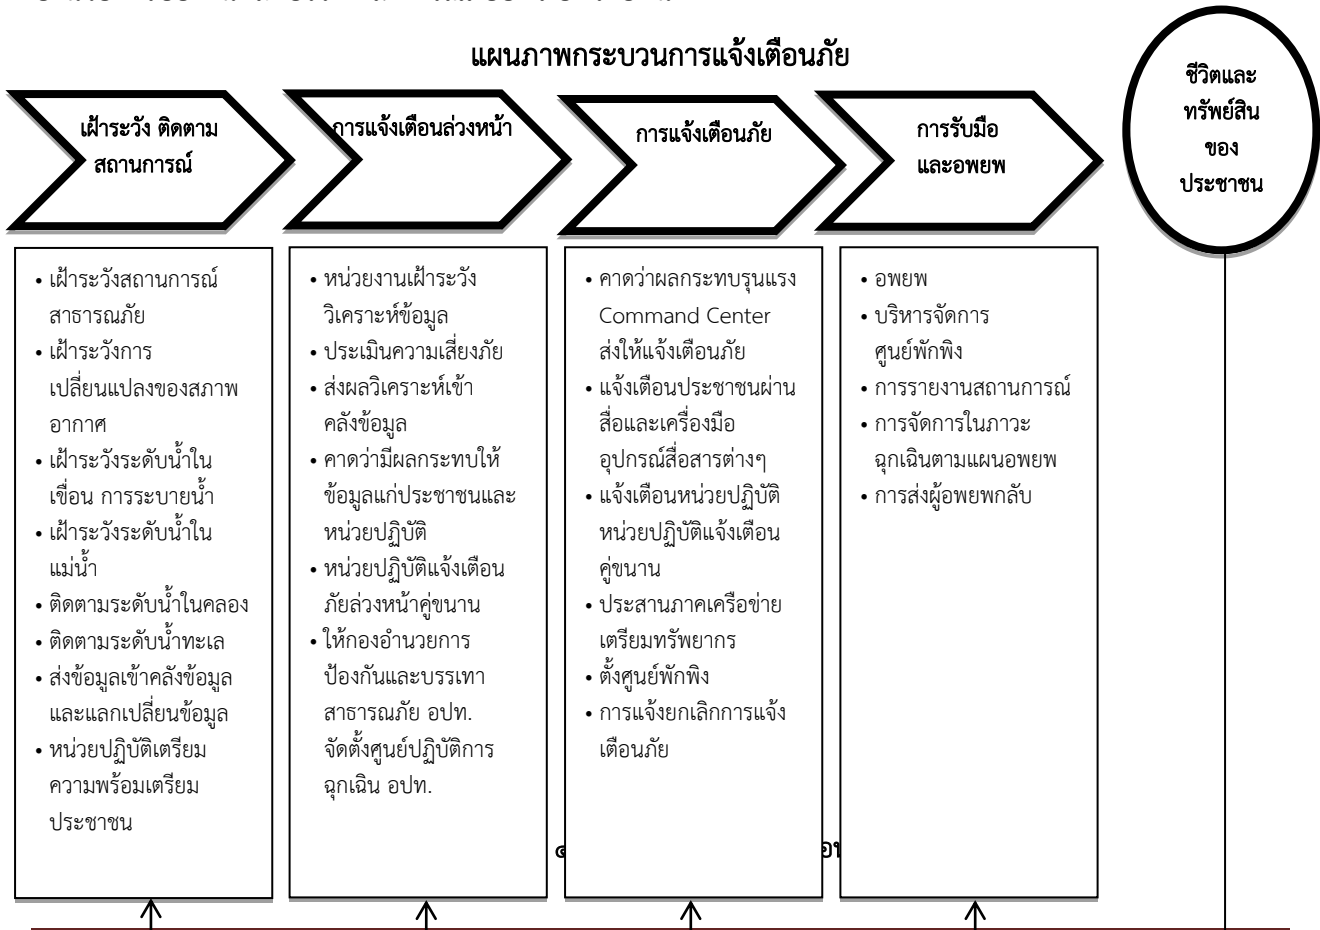 แผนภาพกระบวนการแจ้งเตือนภัย
เฝ้าระวัง ติดตาม
สถานการณ์
การแจ้งเตือนล่วงหน้า
การแจ้งเตือนภัย
การรับมือ
และอพยพ
ชีวิตและ
ทรัพย์สิน
ของ
ประชาชน
• เฝ้าระวังสถานการณ์
สาธารณภัย
• เฝ้าระวังการ
เปลี่ยนแปลงของสภาพ
อากาศ
• เฝ้าระวังระดับน้ำใน
เขื่อน การระบายน้ำ
• เฝ้าระวังระดับน้ำใน
แม่น้ำ
• ติดตามระดับน้ำในคลอง
• ติดตามระดับน้ำทะเล
• ส่งข้อมูลเข้าคลังข้อมูล
และแลกเปลี่ยนข้อมูล
• หน่วยปฏิบัติเตรียม
ความพร้อมเตรียม
ประชาชน
• หน่วยงานเฝ้าระวัง
วิเคราะห์ข้อมูล
• ประเมินความเสี่ยงภัย
• ส่งผลวิเคราะห์เข้า
คลังข้อมูล
• คาดว่ามีผลกระทบให้
ข้อมูลแก่ประชาชนและ
หน่วยปฏิบัติ
• หน่วยปฏิบัติแจ้งเตือน
ภัยล่วงหน้าคู่ขนาน
• ให้กองอำนวยการ
ป้องกันและบรรเทา
สาธารณภัย อปท.
จัดตั้งศูนย์ปฏิบัติการ
ฉุกเฉิน อปท.
• คาดว่าผลกระทบรุนแรง
Command Center
ส่งให้แจ้งเตือนภัย
• แจ้งเตือนประชาชนผ่าน
สื่อและเครื่องมือ
อุปกรณ์สื่อสารต่างๆ
• แจ้งเตือนหน่วยปฏิบัติ
หน่วยปฏิบัติแจ้งเตือน
คู่ขนาน
• ประสานภาคเครือข่าย
เตรียมทรัพยากร
• ตั้งศูนย์พักพิง
• การแจ้งยกเลิกการแจ้ง
เตือนภัย
• อพยพ
• บริหารจัดการ
ศูนย์พักพิง
• การรายงานสถานการณ์
• การจัดการในภาวะ
ฉุกเฉินตามแผนอพยพ
• การส่งผู้อพยพกลับ